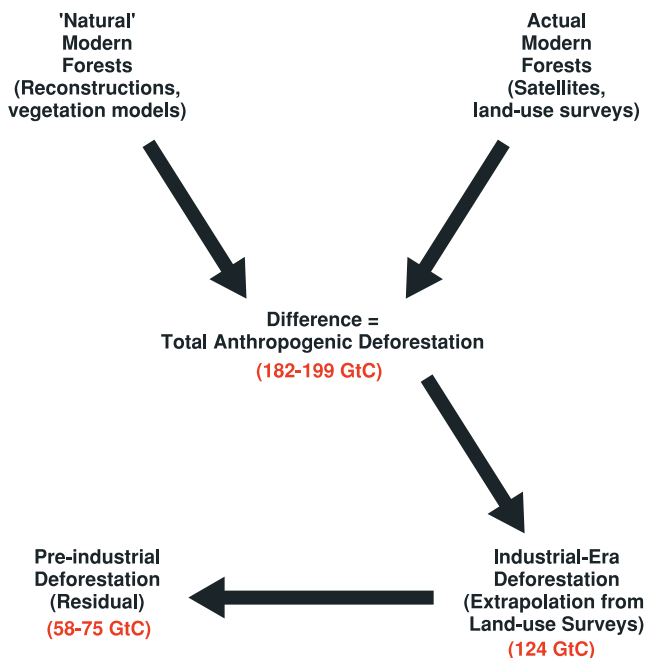 'Natural'
Modern
Forests
(Reconstructions,
vegetation models)
Actual
Modern
Forests
(Satellites,
land-use surveys)
Difference =
Total Anthropogenic Deforestation
(182-199 GtC)
Pre-industrial
Deforestation
(Residual)
(58-75 GtC)
Industrial-Era
Deforestation
(Extrapolation from
Land-use Surveys)
(124 GtC)